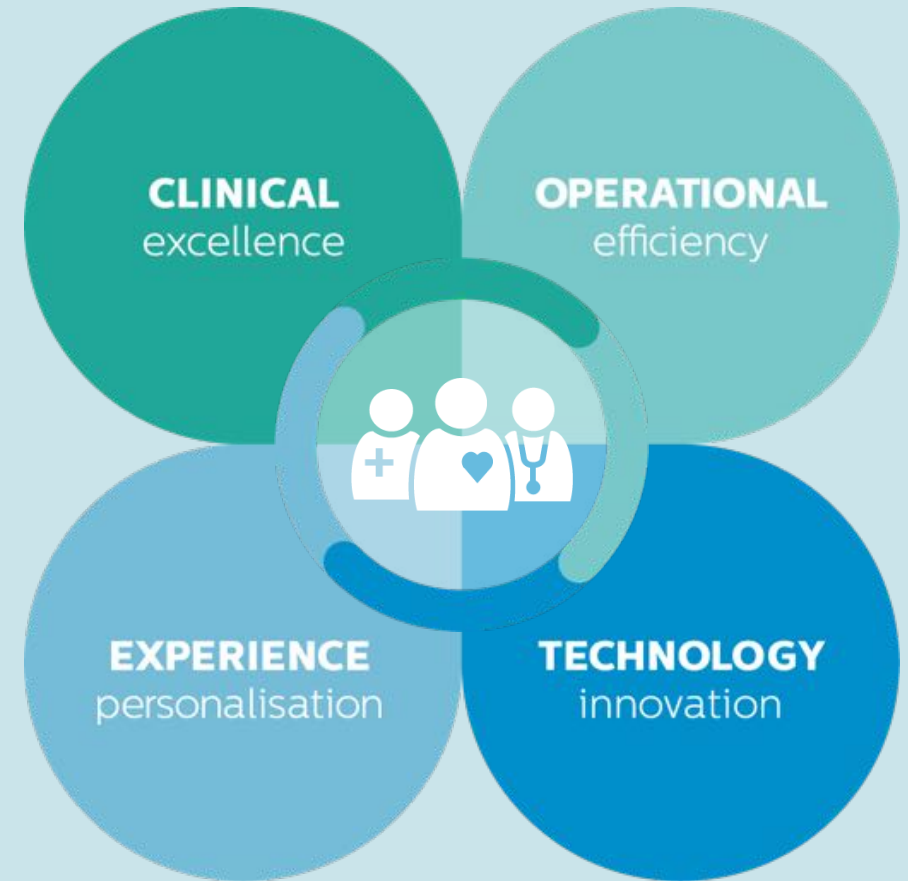 CLINICAL
excellence
OPERATIONAL
efficiency
EXPERIENCE
personalisation
TECHNOLOGY
innovation